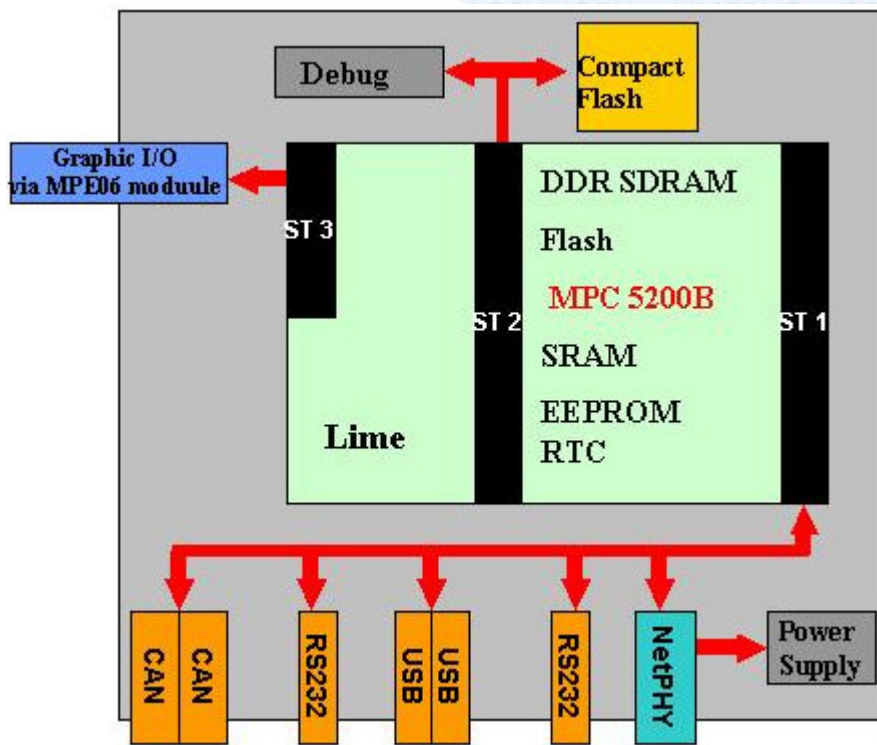 Debug
Compact
Flash
Graphic I/O
via MPE06 moduule
ST 3
ST 2
ST 1
DDR SDRAM
Flash
MPC 5200B
SRAM
EEPROM
RTC
Lime
CAN
CAN
RS232
USB
USB
RS232
NetPHY
Power
Supply